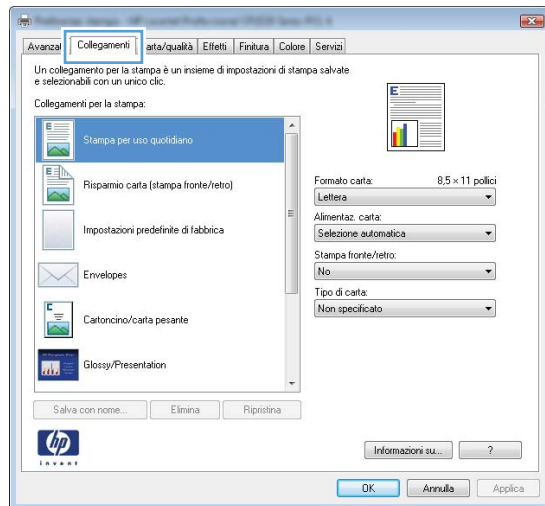 Avanzat Collegamenti arta/qualità Effetti Finitura Colore Servizi
Un collegamento per la stampa è un insieme di impostazioni di stampa salvate
e selezionabili con un unico clic.
Collegamenti per la stampa:
Stampa per uso quotidiano
Risparmio carta (stampa fronte/retro)
Impostazioni predefinite di fabbrica
Envelopes
Cartoncino/carta pesante
Glossy/Presentation
Salva con nome... Elimina Ripristina
E
Formato carta: 8,5 × 11 pollici
Lettera
Alimentaz. carta:
Selezione automatica
Stampa fronte/retro:
No
Tipo di carta:
Non specificato
hp
invent
Informazioni su... ?
OK Annulla Applica